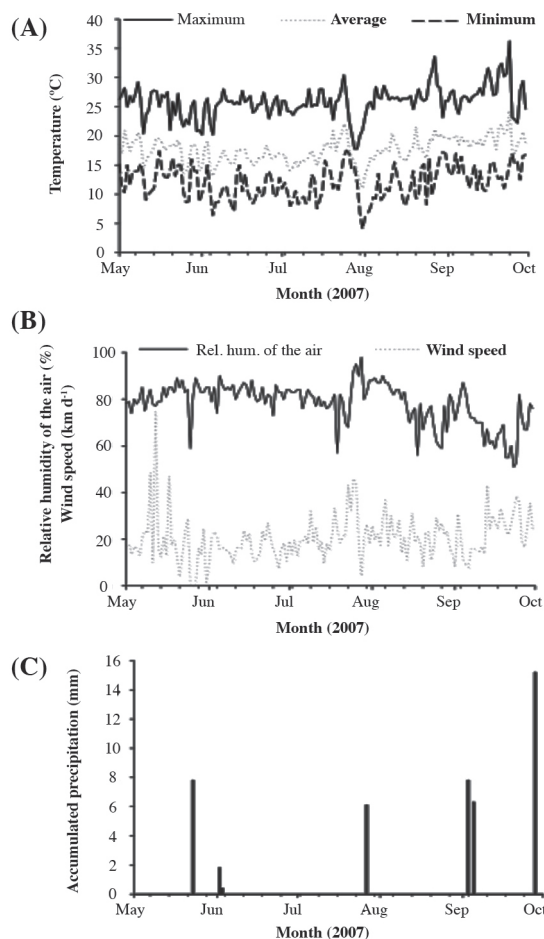 (A)
Maximum Average Minimum
Temperature (°C)
40
35
30
25
20
15
10
5
0
May Jun Jul Aug Sep Oct
Month (2007)
(B)
Rel. hum. of the air Wind speed
Relative humidity of the air (%)
Wind speed (km d⁻¹)
100
80
60
40
20
0
May Jun Jul Aug Sep Oct
Month (2007)
(C)
Accumulated precipitation (mm)
16
14
12
10
8
6
4
2
0
May Jun Jul Aug Sep Oct
Month (2007)